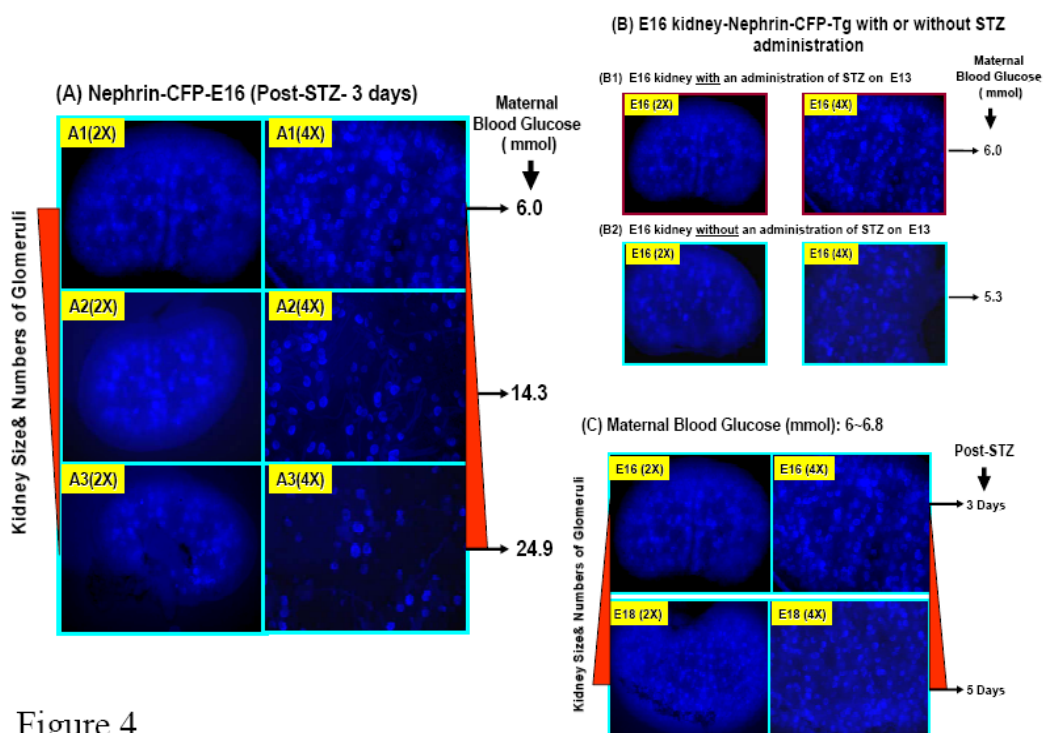 (A) Nephrin-CFP-E16 (Post-STZ- 3 days)
Maternal
Blood Glucose
( mmol)
A1(2X)
A1(4X)
6.0
A2(2X)
A2(4X)
14.3
A3(2X)
A3(4X)
24.9
Kidney Size& Numbers of Glomeruli
(B) E16 kidney-Nephrin-CFP-Tg with or without STZ
administration
Maternal
Blood Glucose
( mmol)
(B1) E16 kidney with an administration of STZ on E13
E16 (2X)
E16 (4X)
6.0
(B2) E16 kidney without an administration of STZ on E13
E16 (2X)
E16 (4X)
5.3
(C) Maternal Blood Glucose (mmol): 6~6.8
Post-STZ
E16 (2X)
E16 (4X)
3 Days
E18 (2X)
E18 (4X)
5 Days
Kidney Size& Numbers of Glomeruli
Figure 4